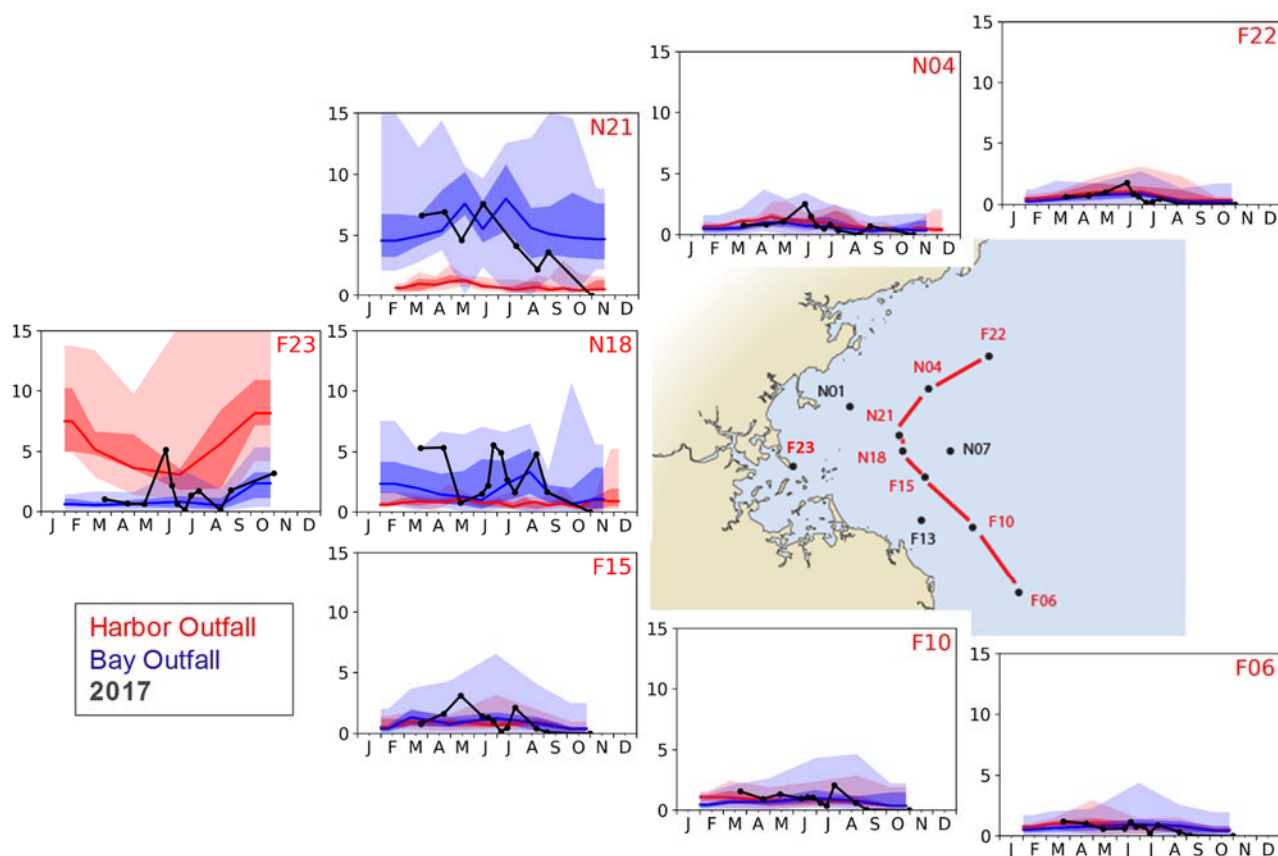 F22
15
10
5
0
J F M A M J J A S O N D
N04
15
10
5
0
J F M A M J J A S O N D
N21
15
10
5
0
J F M A M J J A S O N D
F23
15
10
5
0
J F M A M J J A S O N D
N18
15
10
5
0
J F M A M J J A S O N D
F22
N04
N01
N21
N18
N07
F23
F15
F13
F10
F06
F15
15
10
5
0
J F M A M J J A S O N D
Harbor Outfall
Bay Outfall
2017
F10
15
10
5
0
J F M A M J J A S O N D
F06
15
10
5
0
J F M A M J J A S O N D